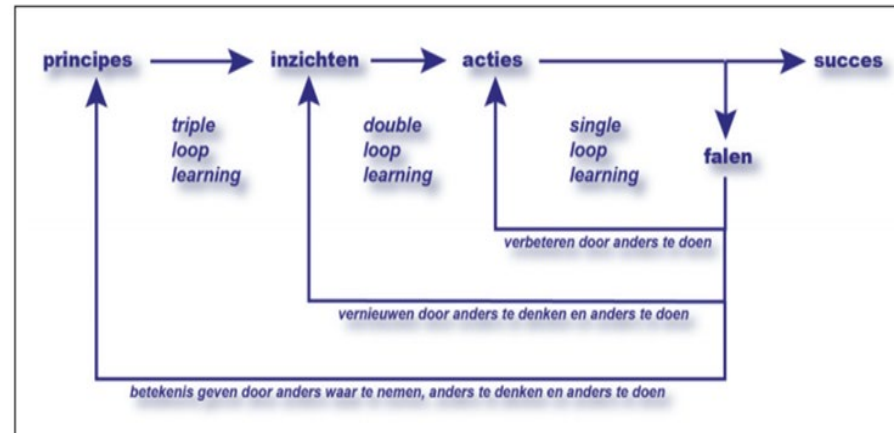 principes
inzichten
acties
succes
triple
loop
learning
double
loop
learning
single
loop
learning
falen
verbeteren door anders te doen
vernieuwen door anders te denken en anders te doen
betekenis geven door anders waar te nemen, anders te denken en anders te doen